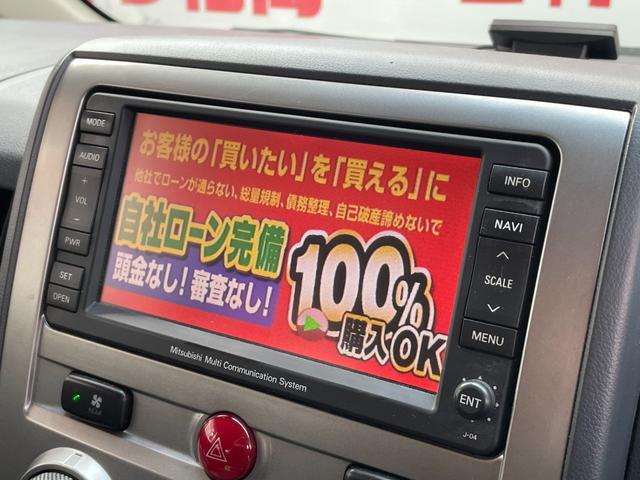 MODE
AUDIO
+
VOL
−
PWR
SET
OPEN
お客様の「買いたい」を「買える」に
他社でローンが通らない、総量規制、債務整理、自己破産諦めないで
自社ローン完備
頭金なし！審査なし！
100%
購入OK
Mitsubishi Multi Communication System
INFO
NAVI
SCALE
MENU
ENT
J-04
REAR